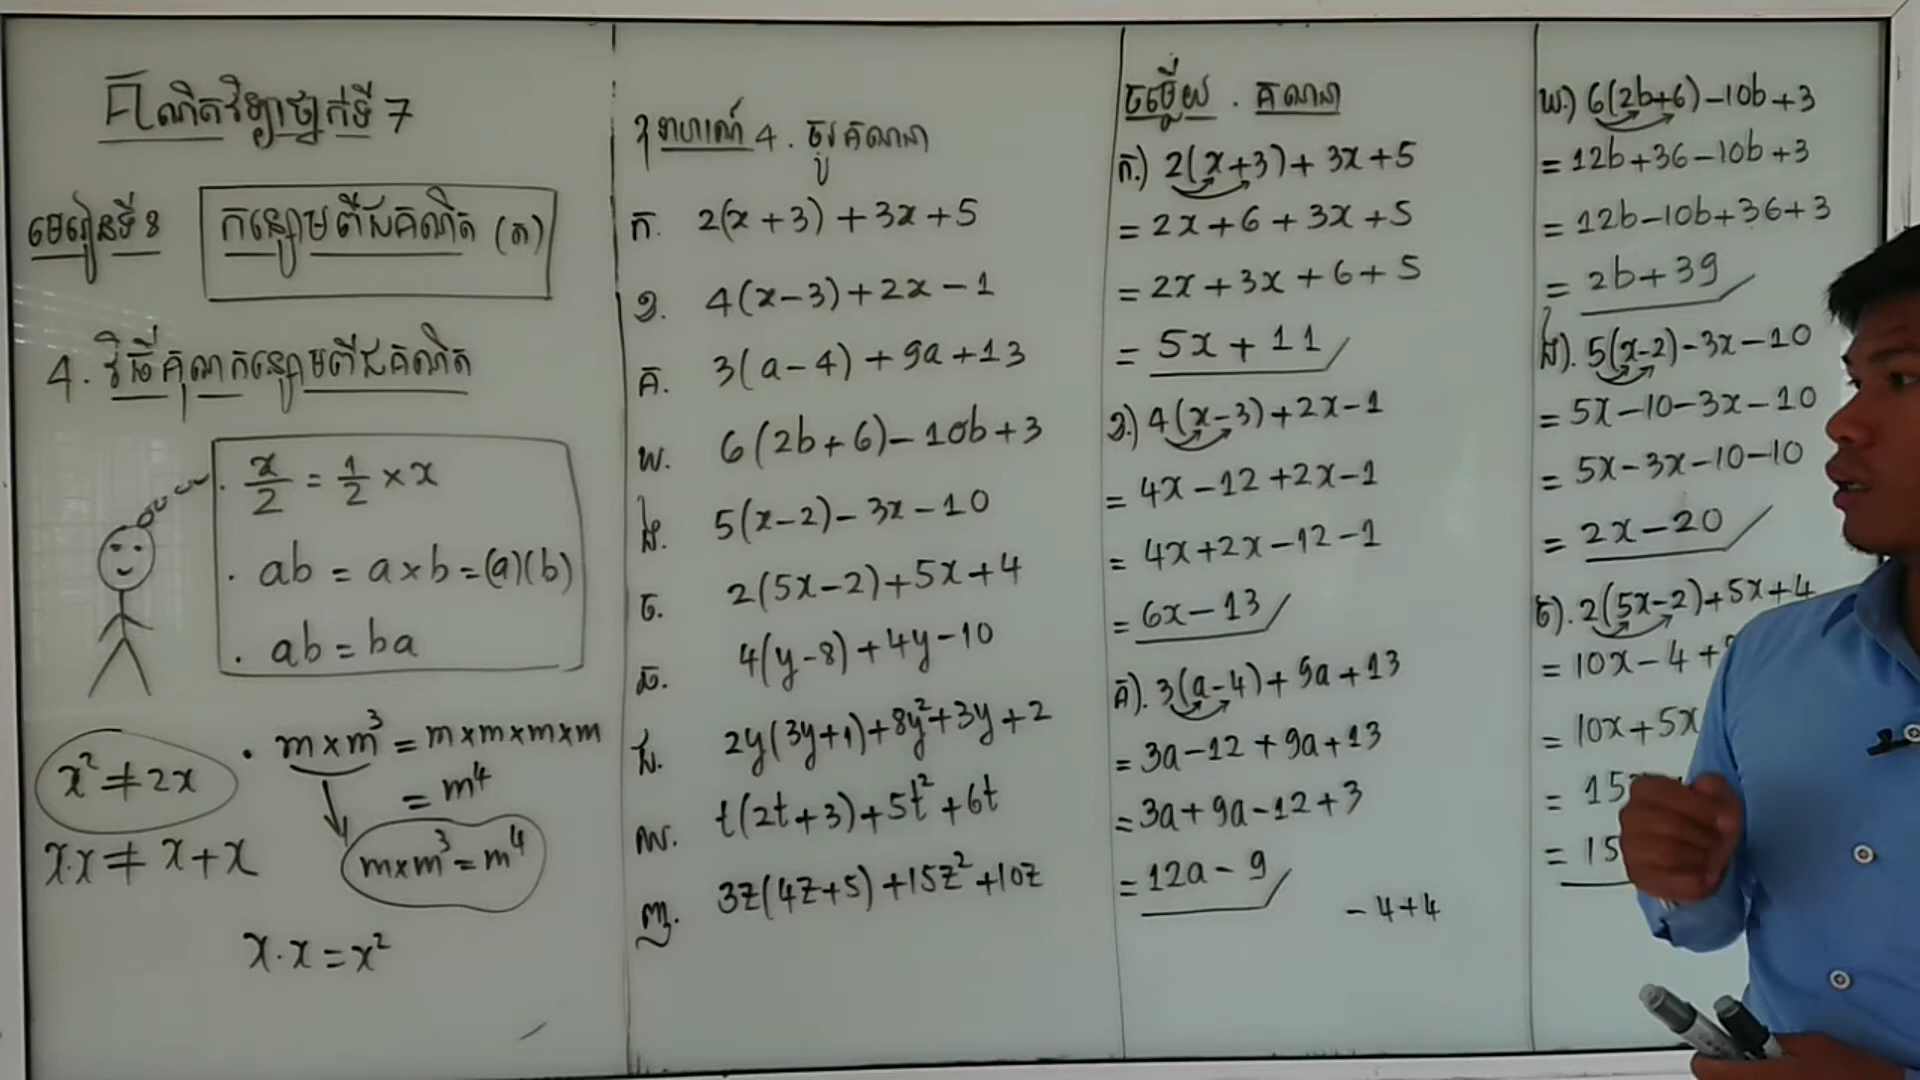 គណិតវិទ្យាថ្នាក់ទី 7
មេរៀនទី 8 កន្សោមពីជគណិត (ត)
4. វិធីគុណកន្សោមពីជគណិត
· x/2 = 1/2 × x
· ab = a×b = (a)(b)
· ab = ba
x² ≠ 2x
x.x ≠ x+x
· m×m³ = m×m×m×m
= m⁴
m×m³ = m⁴
x.x = x²
ឧទាហរណ៍ 4. ចូរគណនា
ក. 2(x+3)+3x+5
ខ. 4(x-3)+2x-1
គ. 3(a-4)+9a+13
ឃ. 6(2b+6)-10b+3
ង. 5(x-2)-3x-10
ច. 2(5x-2)+5x+4
ឆ. 4(y-8)+4y-10
ជ. 2y(3y+1)+8y²+3y+2
ឈ. t(2t+3)+5t²+6t
ញ. 3z(4z+5)+15z²+10z
ចម្លើយ . គណនា
ក.) 2(x+3)+3x+5
= 2x+6+3x+5
= 2x+3x+6+5
= 5x+11
ខ.) 4(x-3)+2x-1
= 4x-12+2x-1
= 4x+2x-12-1
= 6x-13
គ). 3(a-4)+9a+13
= 3a-12+9a+13
= 3a+9a-12+3
= 12a-9
-4+4
ឃ.) 6(2b+6)-10b+3
= 12b+36-10b+3
= 12b-10b+36+3
= 2b+39
ង). 5(x-2)-3x-10
= 5x-10-3x-10
= 5x-3x-10-10
= 2x-20
ច). 2(5x-2)+5x+4
= 10x-4+
= 10x+5x
= 15
= 15